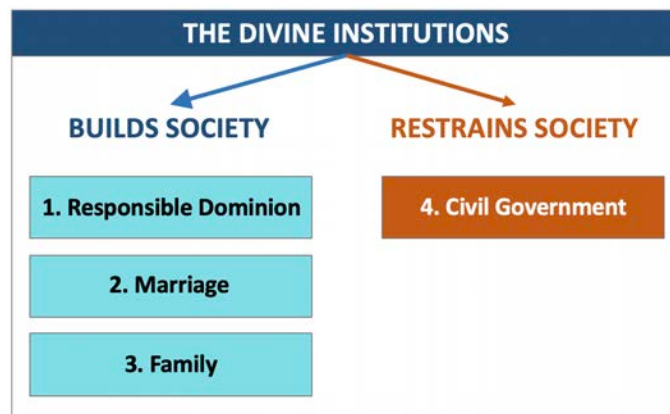 THE DIVINE INSTITUTIONS
BUILDS SOCIETY
RESTRAINS SOCIETY
1. Responsible Dominion
4. Civil Government
2. Marriage
3. Family